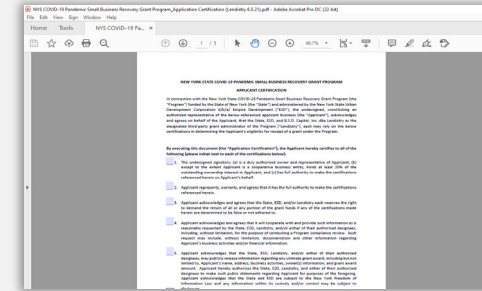 NYS COVID-19 Pandemic Small Business Recovery Grant Program_Application Certification (Lendistry 6.5.21).pdf - Adobe Acrobat Pro DC (32-bit)
File Edit View Sign Window Help
Home Tools NYS COVID-19 Pa... ×
1 / 5 66.7%
NEW YORK STATE COVID-19 PANDEMIC SMALL BUSINESS RECOVERY GRANT PROGRAM
APPLICANT CERTIFICATION
In connection with the New York State COVID-19 Pandemic Small Business Recovery Grant Program (the
"Program") funded by the State of New York (the "State") and administered by the New York State Urban
Development Corporation d/b/a/ Empire Development ("ESD"), the undersigned, constituting an
authorized representative of the below-referenced applicant business (the "Applicant"), acknowledges
and agrees on behalf of the Applicant, that the State, ESD, and B.S.D. Capital, Inc. dba Lendistry as the
designated third-party grant administrator of the Program ("Lendistry"), each may rely on the below
certifications in determining the Applicant's eligibility for receipt of a grant under the Program.
By executing this document (the "Application Certification"), the Applicant hereby certifies to all of the
following (please initial next to each of the certifications below):
1. The undersigned signatory: (a) is a duly authorized owner and representative of Applicant; (b)
except to the extent Applicant is a cooperative business entity, holds at least 20% of the
outstanding ownership interest in Applicant; and (c) has full authority to make the certifications
referenced herein on Applicant's behalf.
2. Applicant represents, warrants, and agrees that it has the full authority to make the certifications
referenced herein.
3. Applicant acknowledges and agrees that the State, ESD, and/or Lendistry each reserves the right
to demand the return of all or any portion of the grant funds if any of the certifications made
herein are determined to be false or not adhered to.
4. Applicant acknowledges and agrees that it will cooperate with and provide such information as is
reasonably requested by the State, ESD, Lendistry, and/or either of their authorized designees,
including, without limitation, for the purpose of conducting a Program compliance review. Such
request may include, without limitation, documentation and other information regarding
Applicant's business activities and/or financial information.
5. Applicant acknowledges that the State, ESD, Lendistry, and/or either of their authorized
designees, may publicly release information regarding any ultimate grant award, including but not
limited to, Applicant's name, address, business activities, owner(s) information, and grant award
amount. Applicant hereby authorizes the State, ESD, Lendistry, and either of their authorized
designees to make such public statements regarding Applicant for purposes of the foregoing.
Applicant acknowledges that the State and ESD are subject to the New York Freedom of
Information Law and any information within its custody and/or control may be subject to